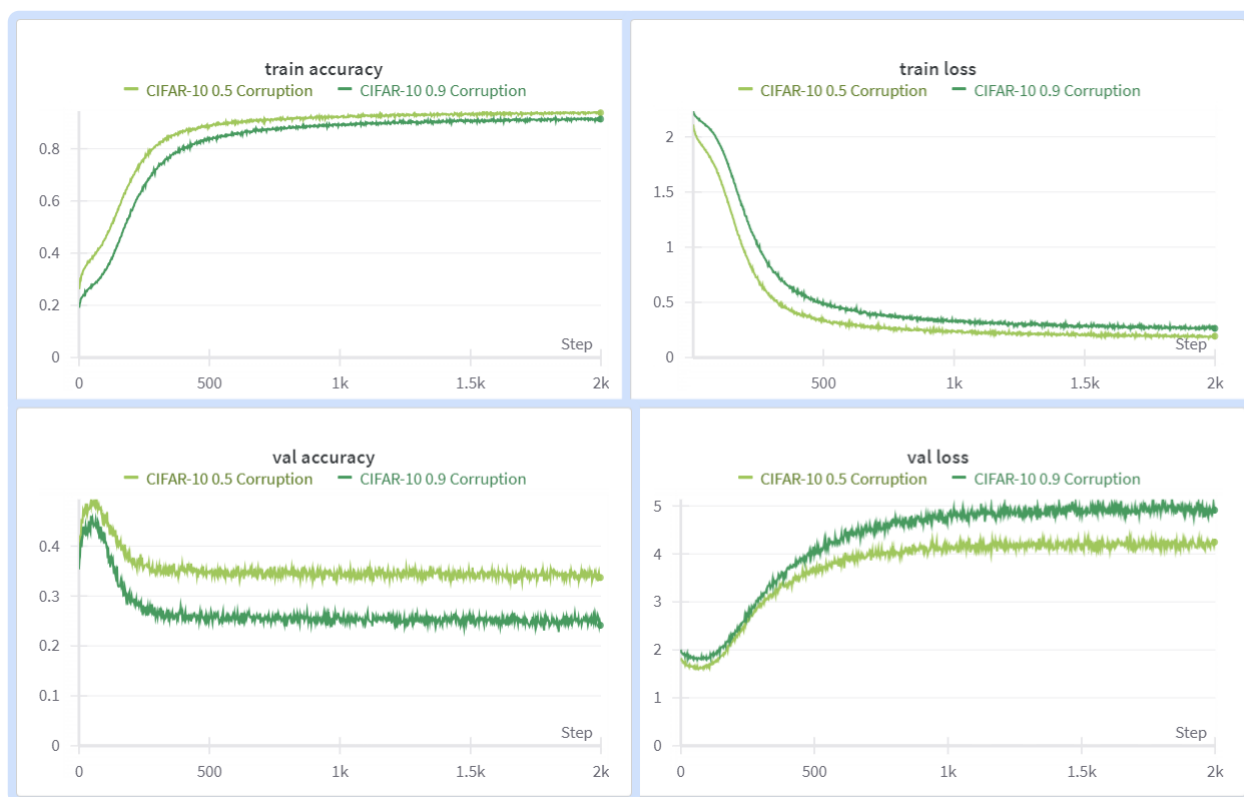 train accuracy
CIFAR-10 0.5 Corruption CIFAR-10 0.9 Corruption
0.8
0.6
0.4
0.2
0
Step
0 500 1k 1.5k 2k
train loss
CIFAR-10 0.5 Corruption CIFAR-10 0.9 Corruption
2
1.5
1
0.5
0
Step
500 1k 1.5k 2k
val accuracy
CIFAR-10 0.5 Corruption CIFAR-10 0.9 Corruption
0.4
0.3
0.2
0.1
0
Step
0 500 1k 1.5k 2k
val loss
CIFAR-10 0.5 Corruption CIFAR-10 0.9 Corruption
5
4
3
2
1
0
Step
0 500 1k 1.5k 2k